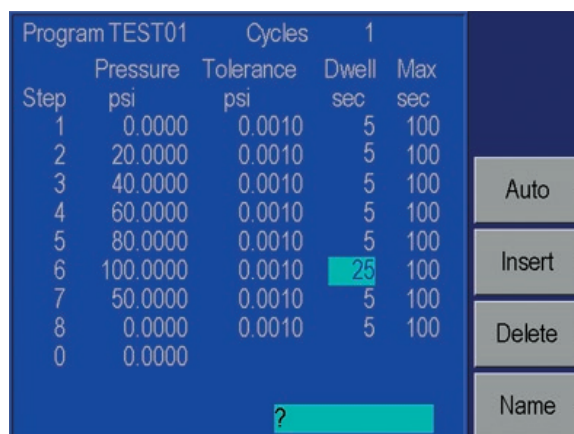 Program TEST01 Cycles 1
Pressure Tolerance Dwell Max
Step psi psi sec sec
1 0.0000 0.0010 5 100
2 20.0000 0.0010 5 100
3 40.0000 0.0010 5 100
4 60.0000 0.0010 5 100
5 80.0000 0.0010 5 100
6 100.0000 0.0010 25 100
7 50.0000 0.0010 5 100
8 0.0000 0.0010 5 100
0 0.0000
?
Auto
Insert
Delete
Name